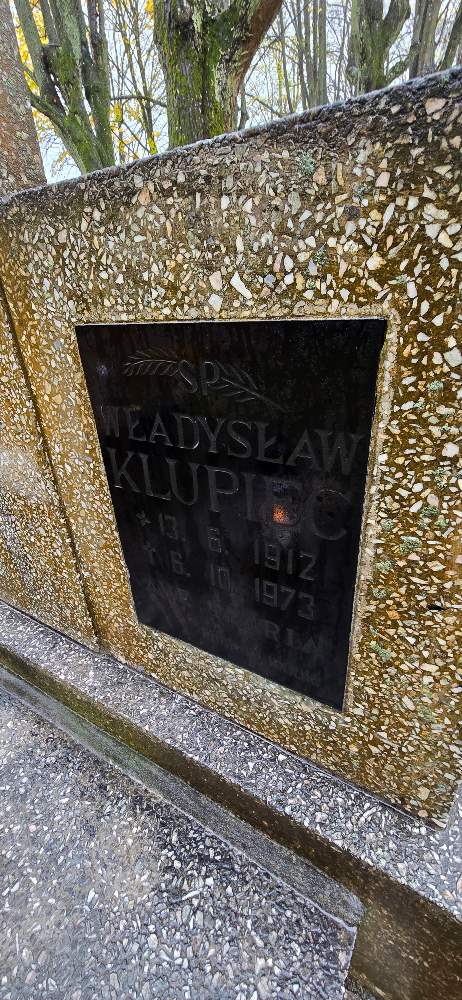 SP
WŁADYSŁAW
KLUPIEC
* 13. 6. 1912
6. 10. 1973